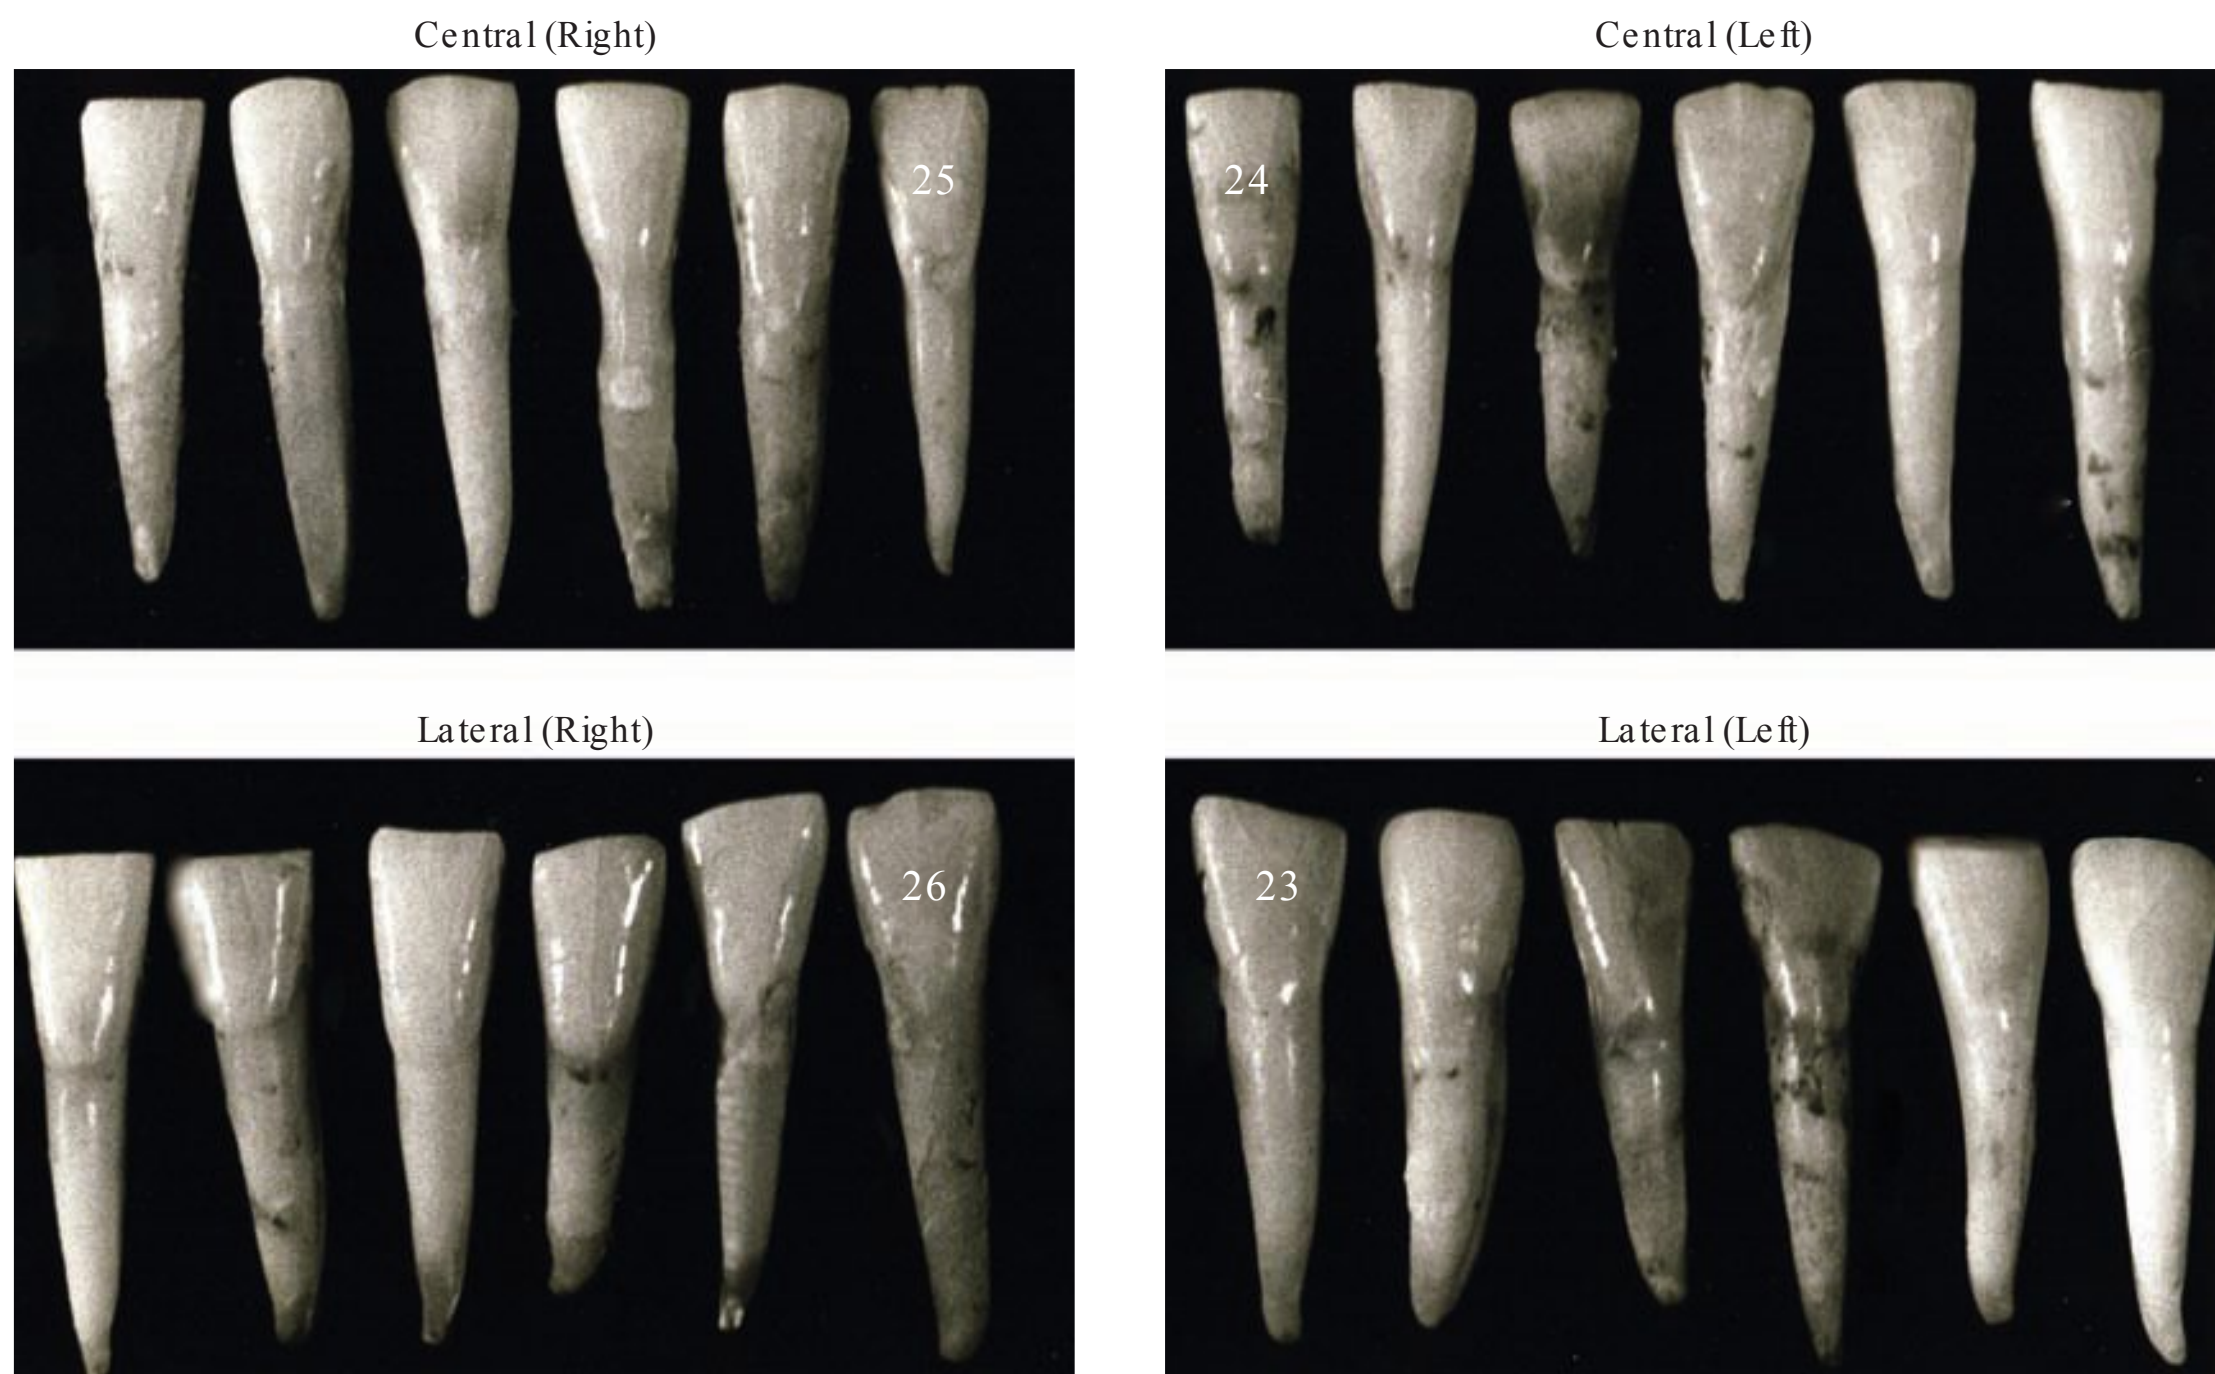 Central (Right)
Central (Left)
25
24
Lateral (Right)
Lateral (Left)
26
23